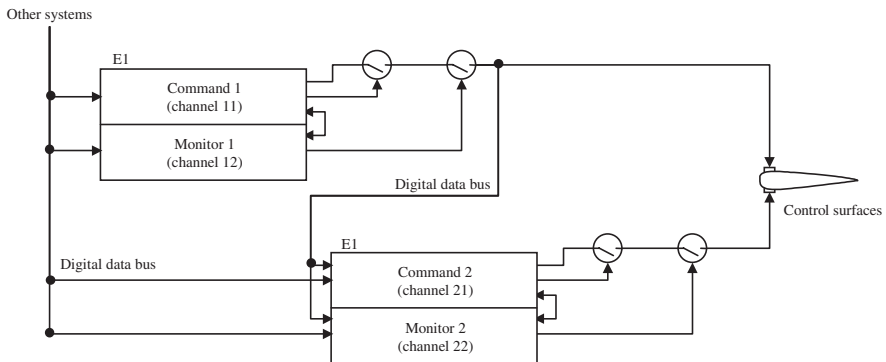 Other systems
E1
Command 1
(channel 11)
Monitor 1
(channel 12)
Digital data bus
Control surfaces
E1
Digital data bus
Command 2
(channel 21)
Monitor 2
(channel 22)